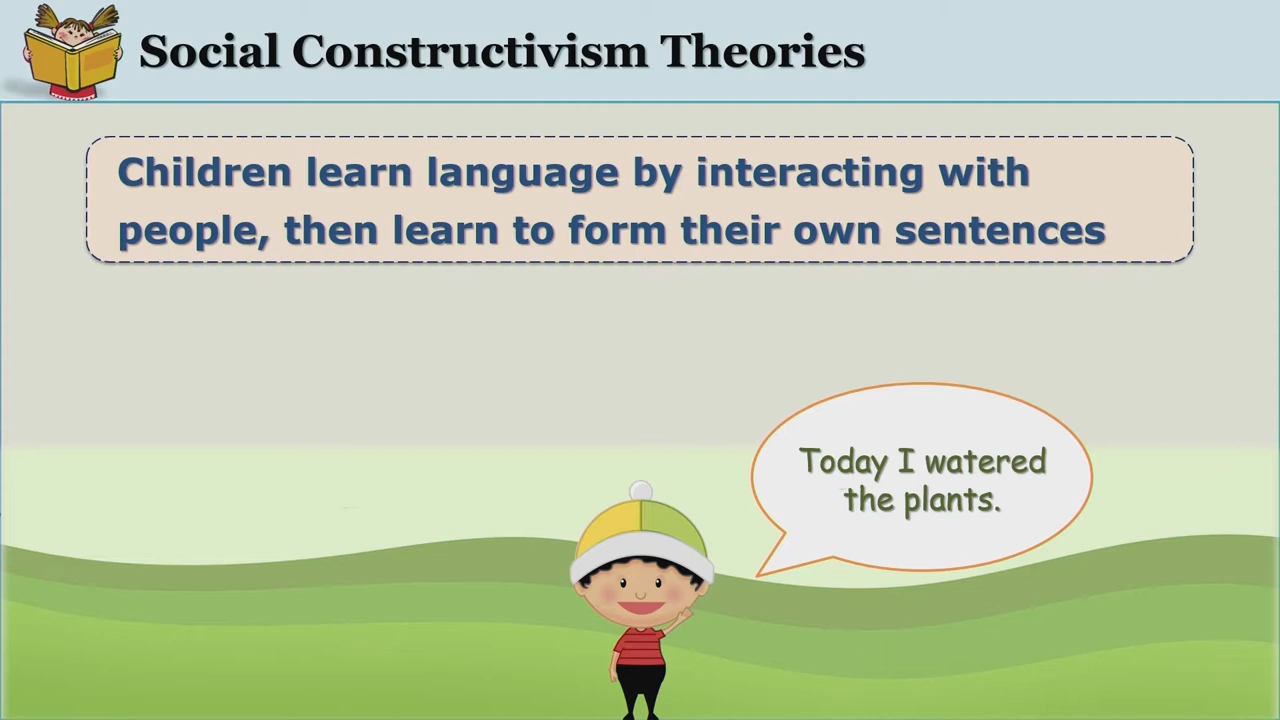 Social Constructivism Theories
Children learn language by interacting with
people, then learn to form their own sentences
Today I watered
the plants.